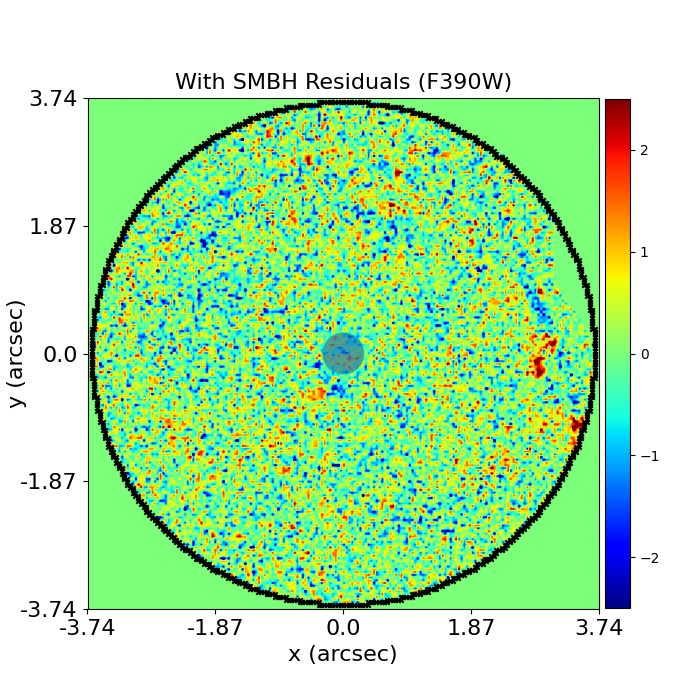 With SMBH Residuals (F390W)
3.74
1.87
0.0
-1.87
-3.74
-3.74 -1.87 0.0 1.87 3.74
x (arcsec)
y (arcsec)
2
1
0
−1
−2